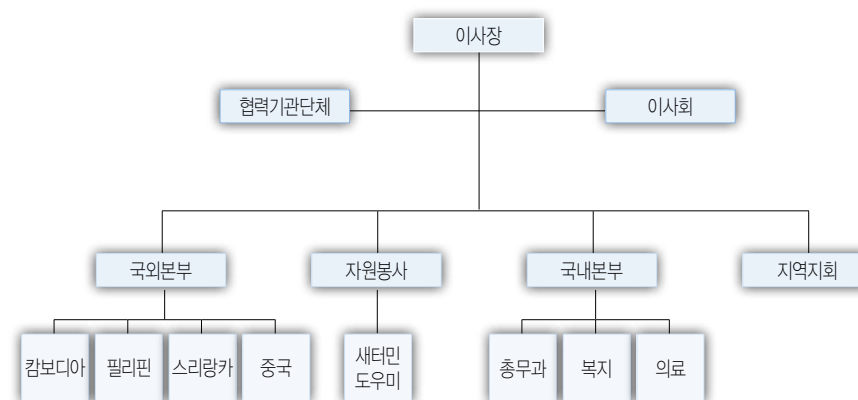 이사장
협력기관단체
이사회
국외본부
자원봉사
국내본부
지역지회
캄보디아
필리핀
스리랑카
중국
새터민
도우미
총무과
복지
의료